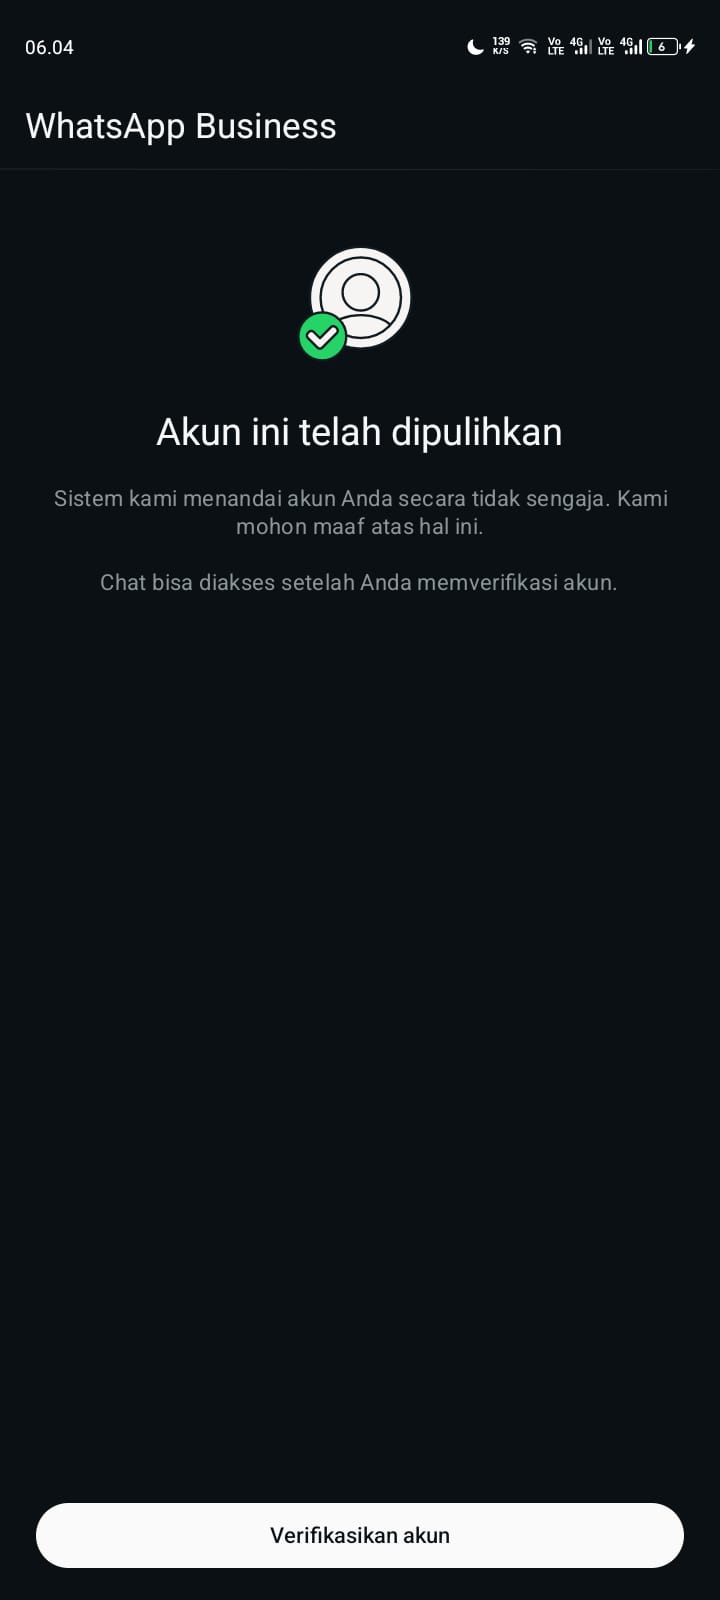 06.04
139
K/S
Vo
LTE
4G
Vo
LTE
4G
6
WhatsApp Business
Akun ini telah dipulihkan
Sistem kami menandai akun Anda secara tidak sengaja. Kami
mohon maaf atas hal ini.
Chat bisa diakses setelah Anda memverifikasi akun.
Verifikasikan akun